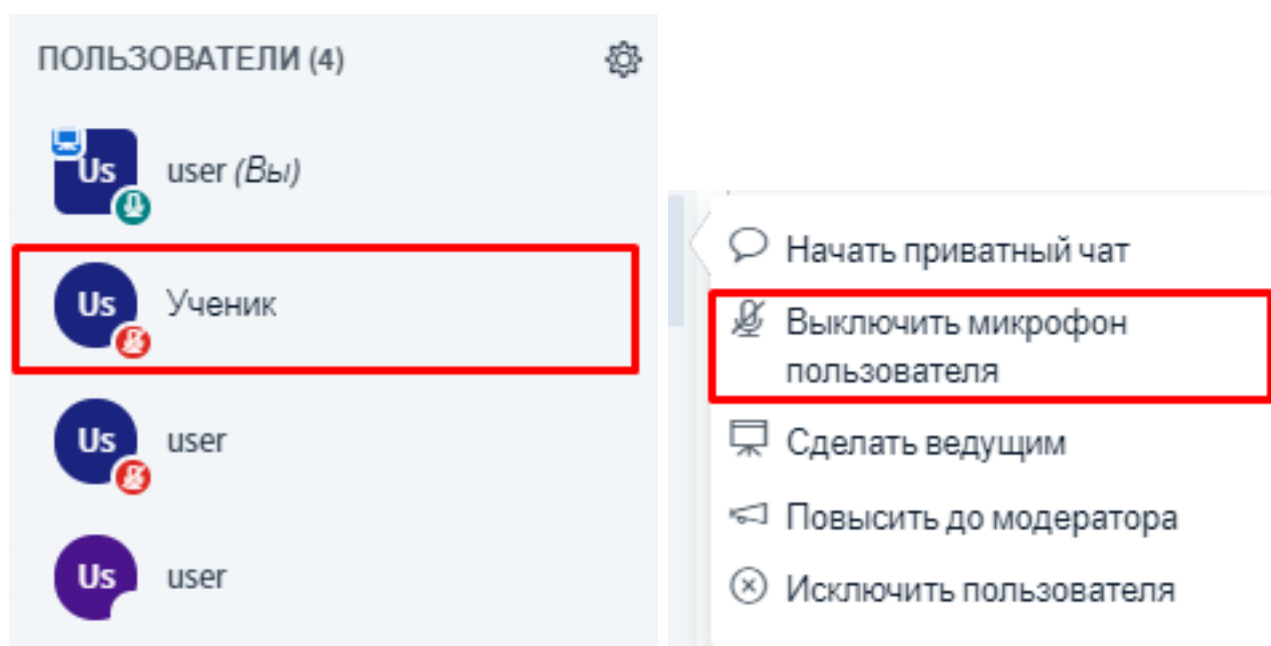 ПОЛЬЗОВАТЕЛИ (4)
Us
user (Вы)
Us
Ученик
Us
user
Us
user
Начать приватный чат
Выключить микрофон
пользователя
Сделать ведущим
Повысить до модератора
Исключить пользователя